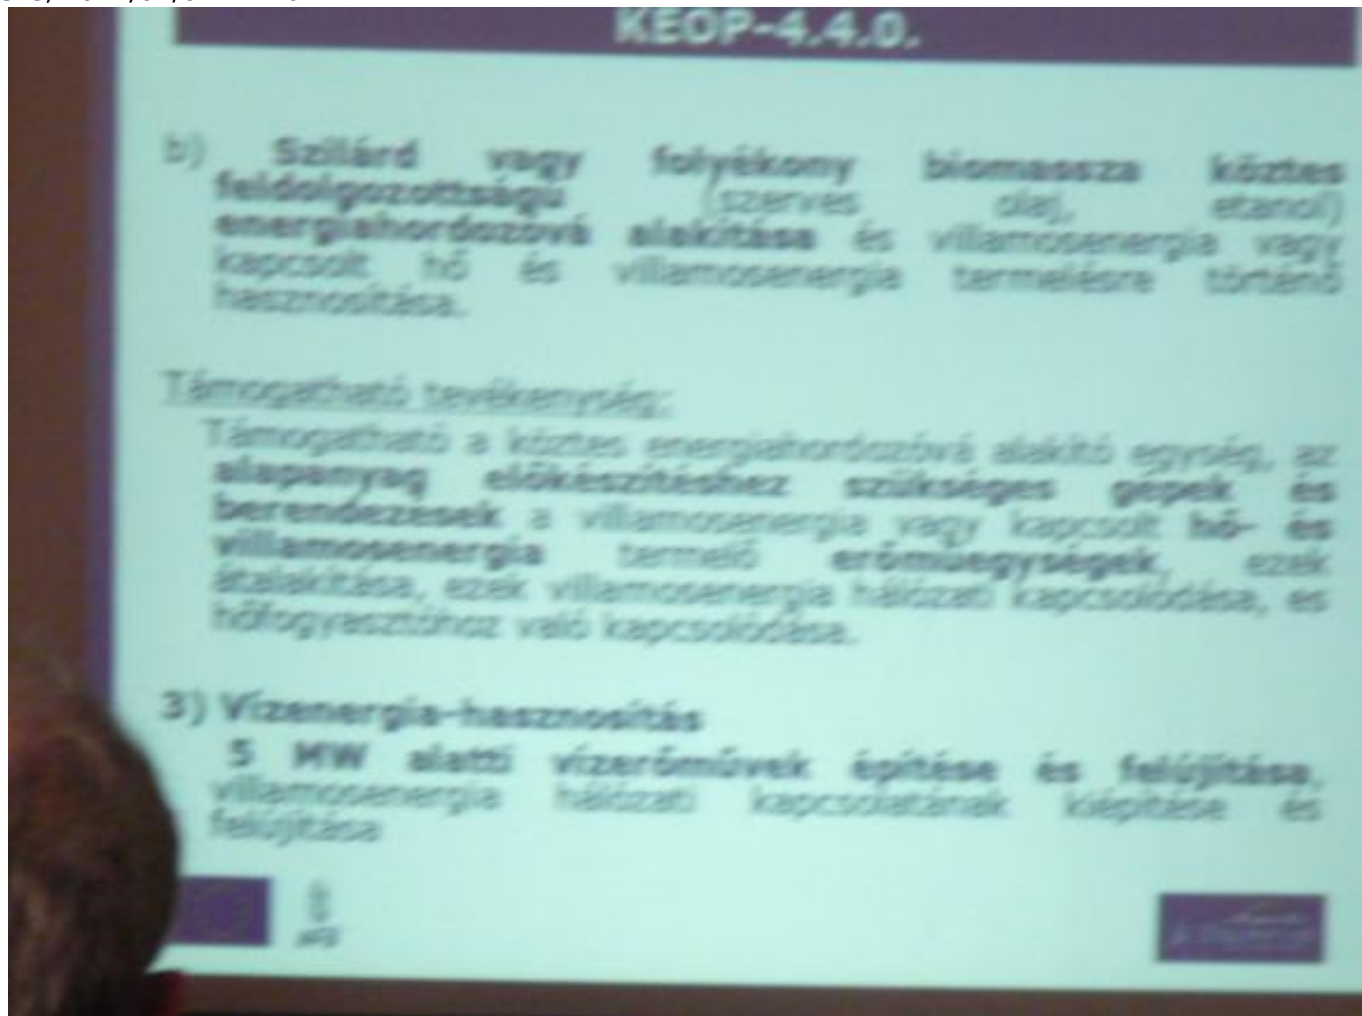 KEOP-4.4.0.
b) Szilárd vagy folyékony biomassza köztes
feldolgozottságú (szerves olaj, etanol)
energiahordozóvá alakítása és villamosenergia vagy
kapcsolt hő és villamosenergia termelésre történő
hasznosítása.
Támogatható tevékenység:
Támogatható a köztes energiahordozóvá alakító egység, az
alapanyag előkészítéshez szükséges gépek és
berendezések a villamosenergia vagy kapcsolt hő- és
villamosenergia termelő erőműegységek, ezek
átalakítása, ezek villamosenergia hálózati kapcsolódása, és
hőfogyasztóhoz való kapcsolódása.
3) Vízenergia-hasznosítás
5 MW alatti vízerőművek építése és felújítása,
villamosenergia hálózati kapcsolatának kiépítése és
felújítása